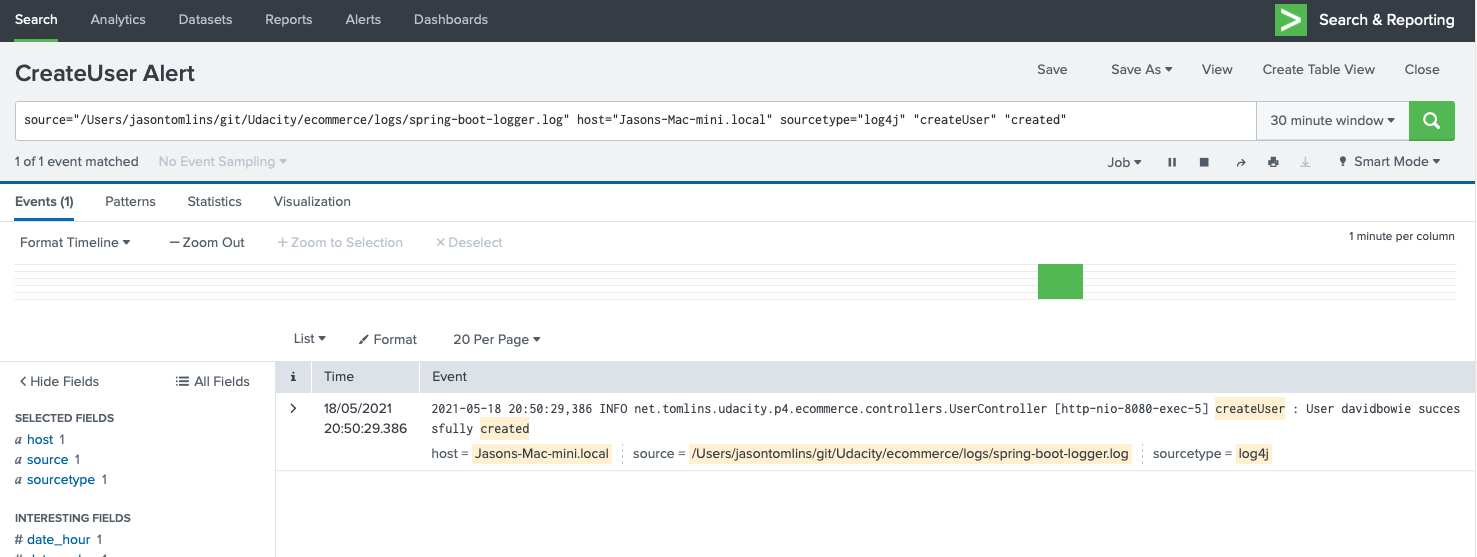 Search Analytics Datasets Reports Alerts Dashboards Search & Reporting
CreateUser Alert Save Save As View Create Table View Close
source="/Users/jasontomlins/git/Udacity/ecommerce/logs/spring-boot-logger.log" host="Jasons-Mac-mini.local" sourcetype="log4j" "createUser" "created" 30 minute window
1 of 1 event matched No Event Sampling Job Smart Mode
Events (1) Patterns Statistics Visualization
Format Timeline — Zoom Out + Zoom to Selection × Deselect 1 minute per column
List Format 20 Per Page
< Hide Fields All Fields i Time Event
SELECTED FIELDS
a host 1
a source 1
a sourcetype 1
INTERESTING FIELDS
# date_hour 1
> 18/05/2021 2021-05-18 20:50:29,386 INFO net.tomlins.udacity.p4.ecommerce.controllers.UserController [http-nio-8080-exec-5] createUser : User davidbowie succes
20:50:29.386 sfully created
host = Jasons-Mac-mini.local source = /Users/jasontomlins/git/Udacity/ecommerce/logs/spring-boot-logger.log sourcetype = log4j